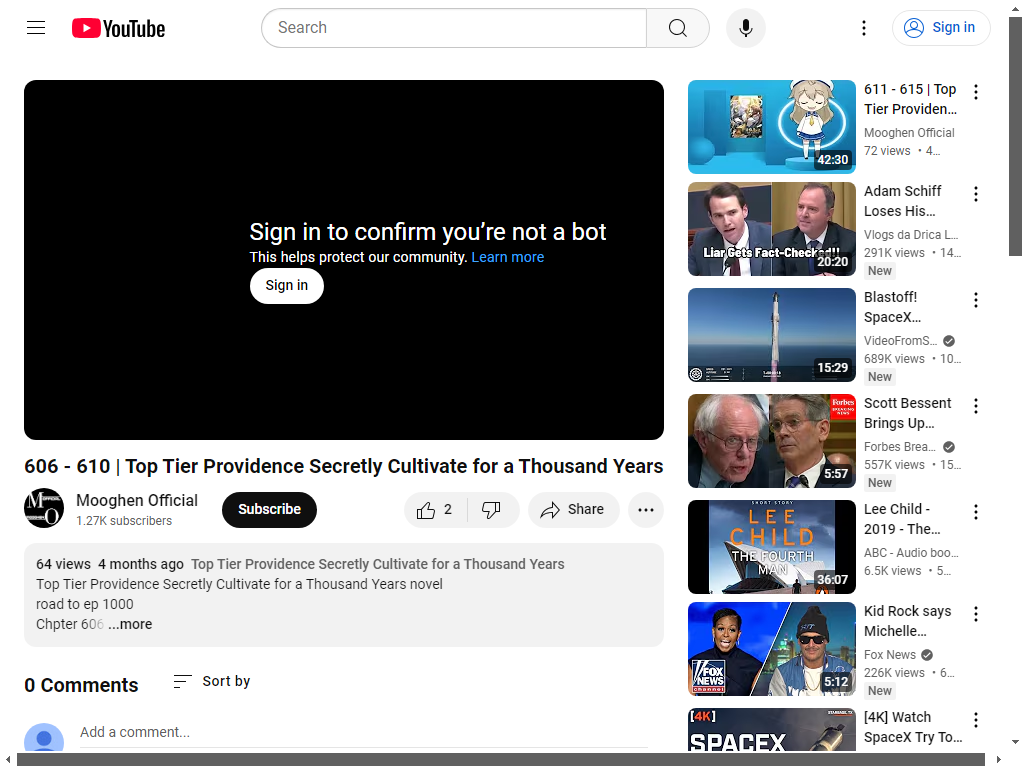 YouTube
Search
Sign in
Sign in to confirm you're not a bot
This helps protect our community. Learn more
Sign in
606 - 610 | Top Tier Providence Secretly Cultivate for a Thousand Years
Mooghen Official
1.27K subscribers
Subscribe
2
Share
64 views 4 months ago Top Tier Providence Secretly Cultivate for a Thousand Years
Top Tier Providence Secretly Cultivate for a Thousand Years novel
road to ep 1000
Chpter 606 ...more
0 Comments
Sort by
Add a comment...
42:30
611 - 615 | Top
Tier Providen...
Mooghen Official
72 views • 4...
Liar Gets Fact-Checked!!
20:20
Adam Schiff
Loses His...
Vlogs da Drica L...
291K views • 14...
New
15:29
Blastoff!
SpaceX...
VideoFromS...
689K views • 10...
New
Forbes
BREAKING
NEWS
5:57
Scott Bessent
Brings Up...
Forbes Brea...
557K views • 15...
New
SHORT STORY
LEE
CHILD
THE FOURTH
MAN
36:07
Lee Child -
2019 - The...
ABC - Audio boo...
6.5K views • 5...
FOX
NEWS
channel
5:12
Kid Rock says
Michelle...
Fox News
226K views • 6...
New
[4K]
STARBASE, TX
SPACEX
[4K] Watch
SpaceX Try To...